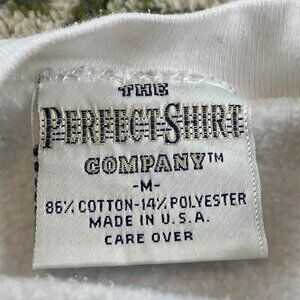 THE
PERFECT-SHIRT
COMPANY™
-M-
86% COTTON-14% POLYESTER
MADE IN U.S.A.
CARE OVER